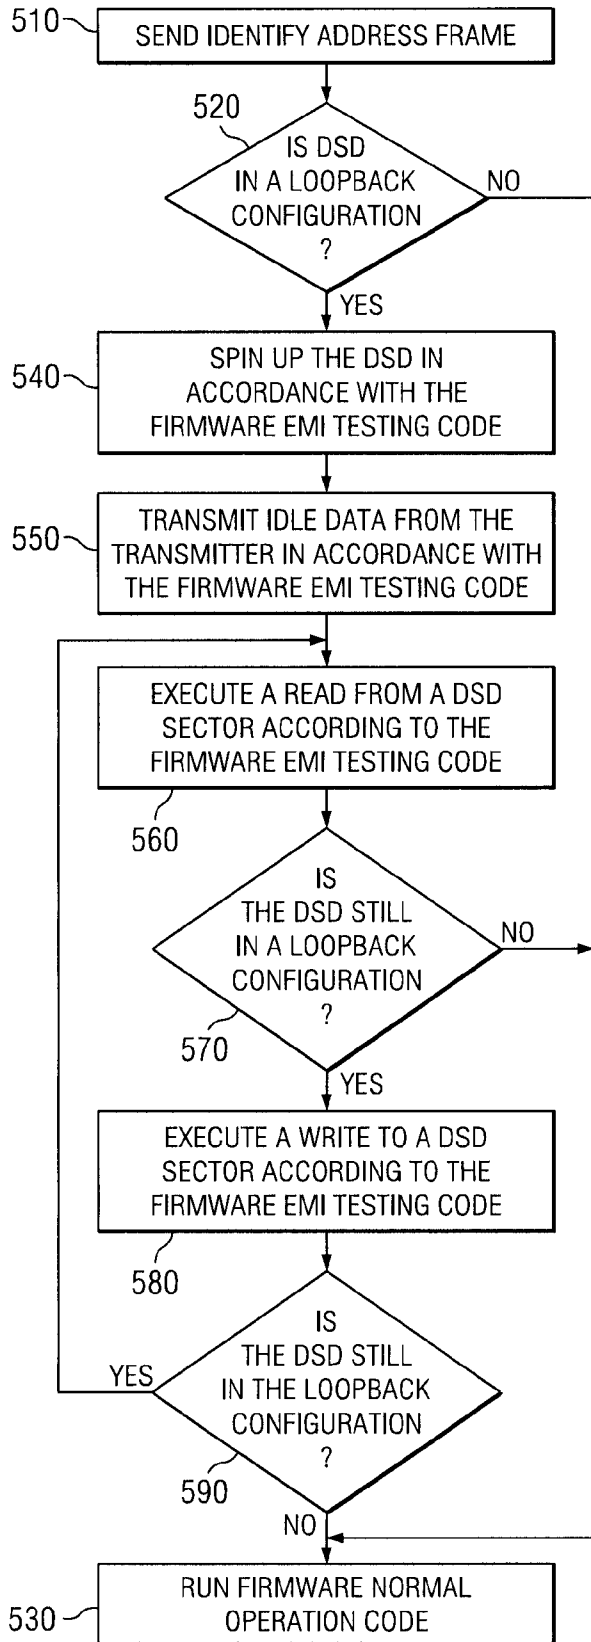 510
SEND IDENTIFY ADDRESS FRAME
520
IS DSD
IN A LOOPBACK
CONFIGURATION
?
NO
YES
540
SPIN UP THE DSD IN
ACCORDANCE WITH THE
FIRMWARE EMI TESTING CODE
550
TRANSMIT IDLE DATA FROM THE
TRANSMITTER IN ACCORDANCE WITH
THE FIRMWARE EMI TESTING CODE
EXECUTE A READ FROM A DSD
SECTOR ACCORDING TO THE
FIRMWARE EMI TESTING CODE
560
IS
THE DSD STILL
IN A LOOPBACK
CONFIGURATION
?
NO
570
YES
EXECUTE A WRITE TO A DSD
SECTOR ACCORDING TO THE
FIRMWARE EMI TESTING CODE
580
IS
THE DSD STILL
IN THE LOOPBACK
CONFIGURATION
?
YES
590
NO
530
RUN FIRMWARE NORMAL
OPERATION CODE